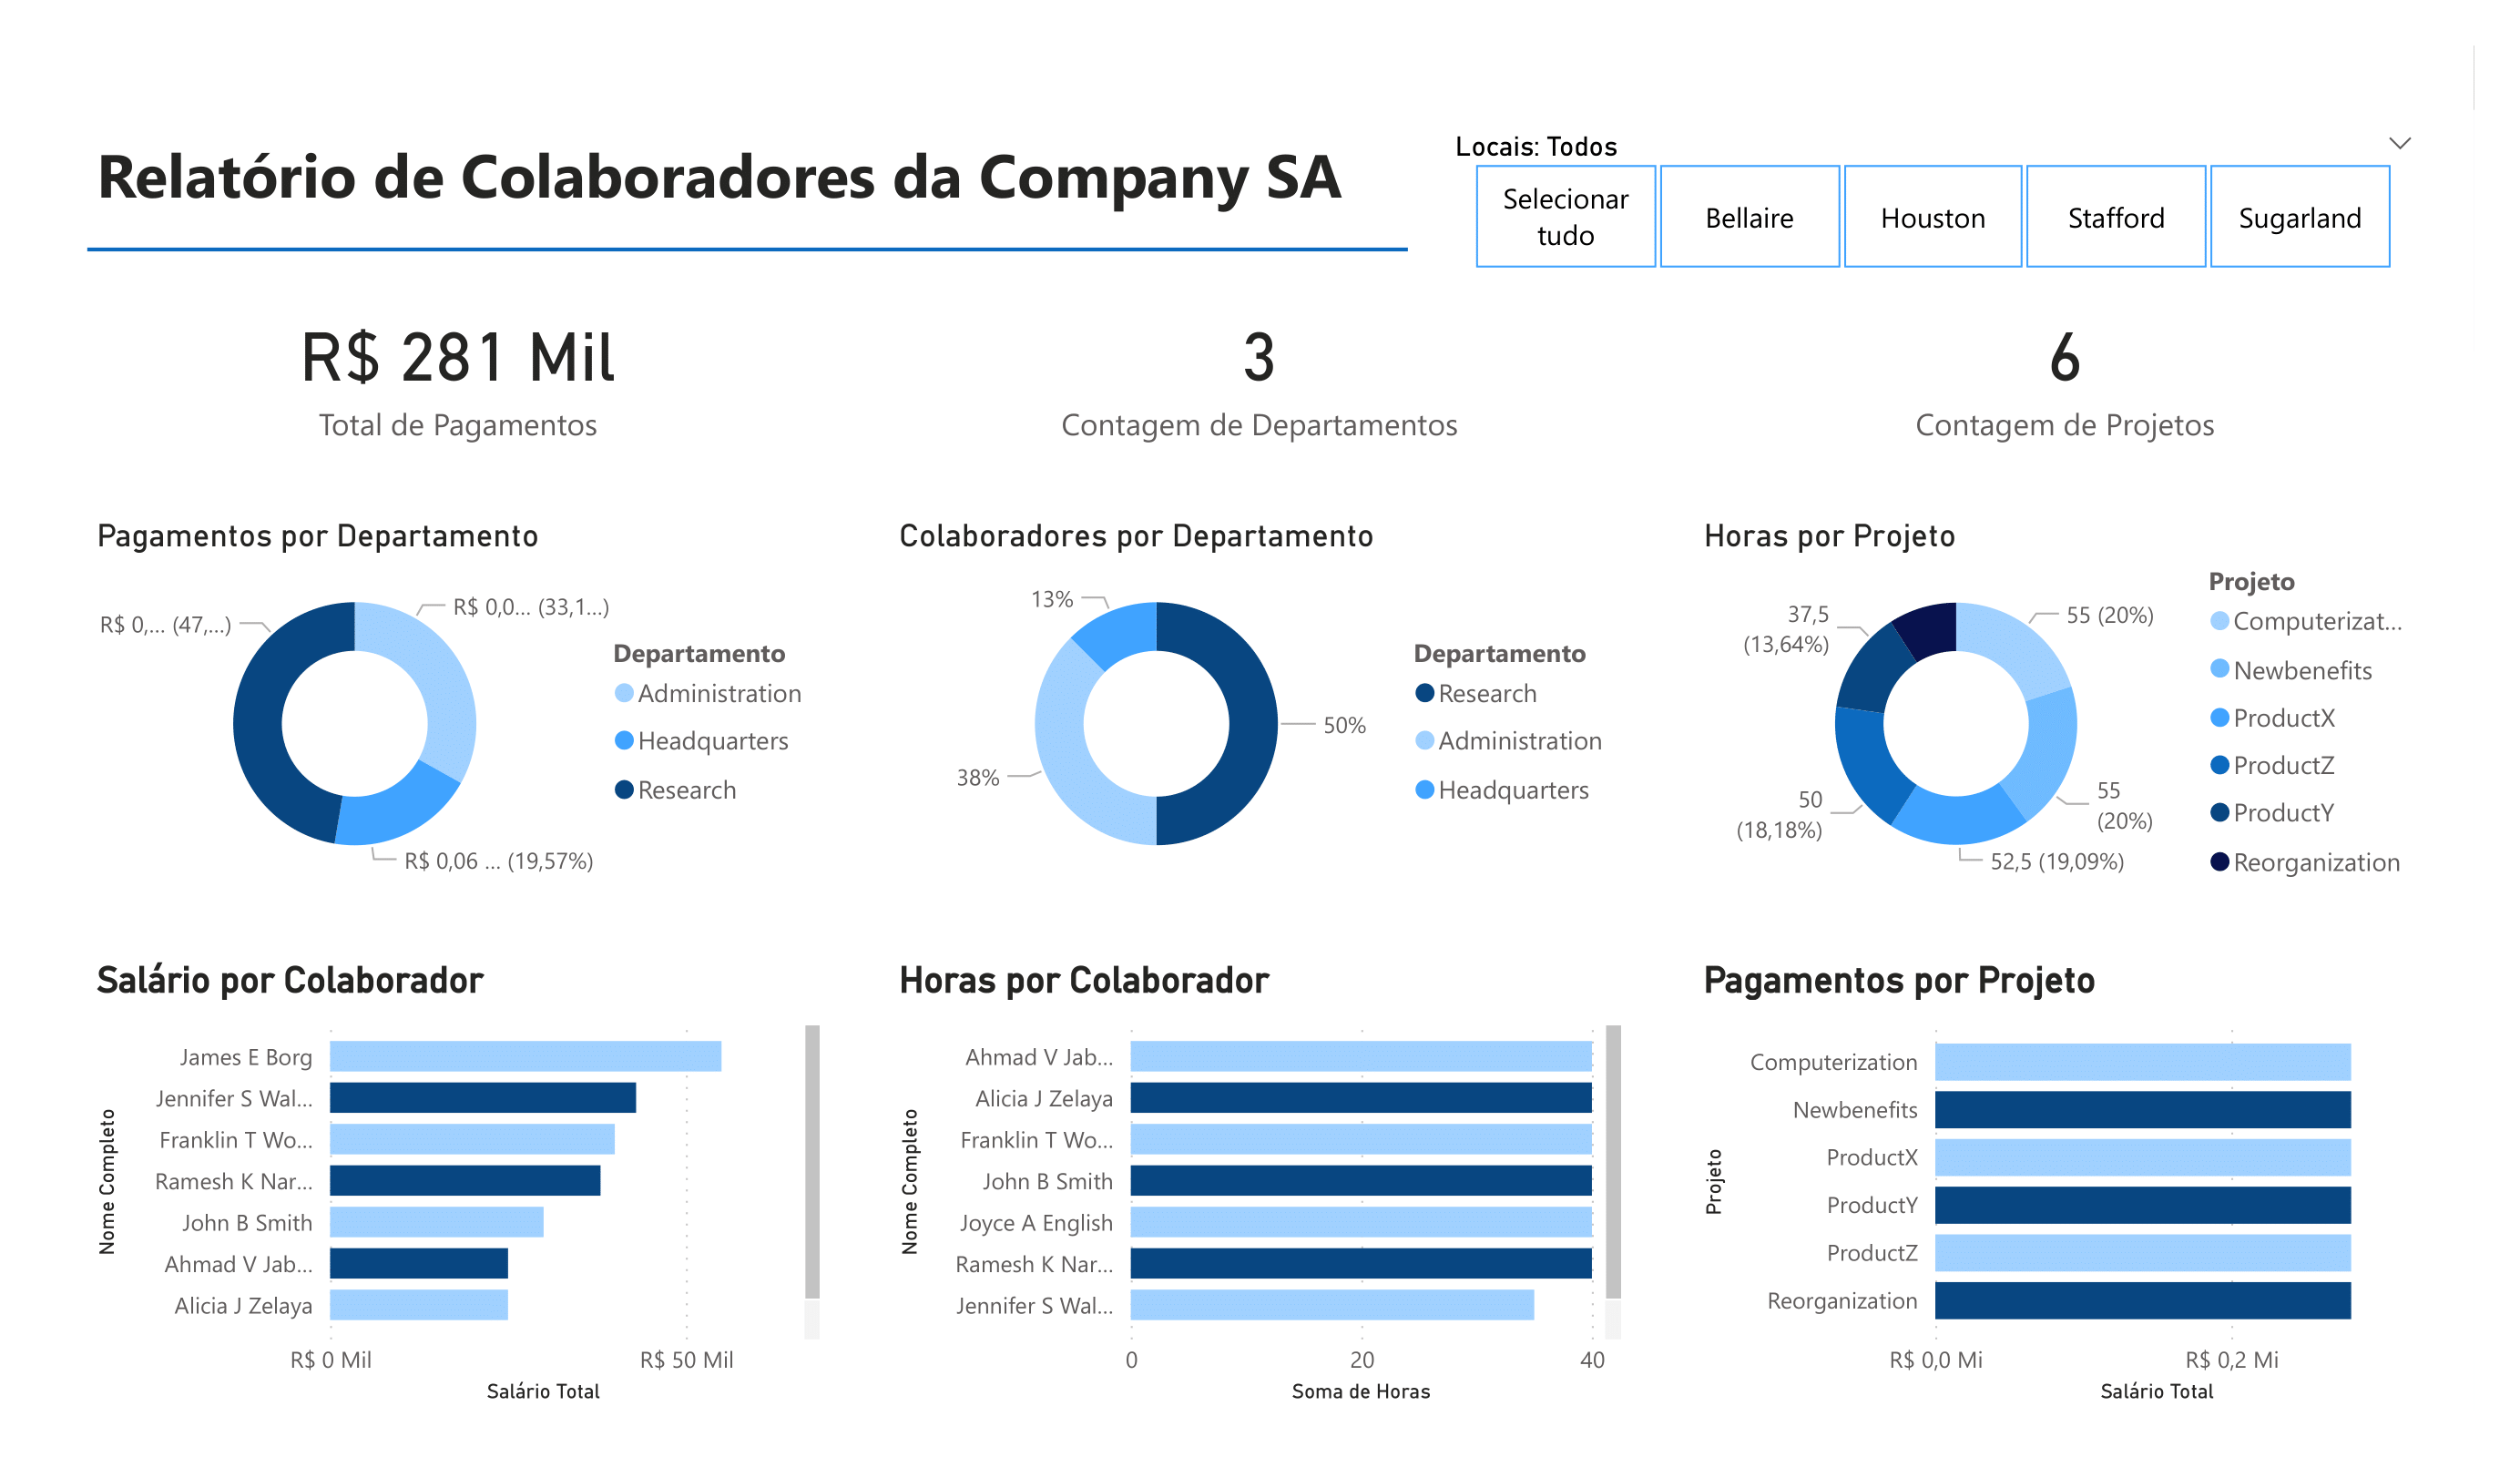 Relatório de Colaboradores da Company SA
Locais: Todos
Selecionar
tudo
Bellaire
Houston
Stafford
Sugarland
R$ 281 Mil
Total de Pagamentos
3
Contagem de Departamentos
6
Contagem de Projetos
Pagamentos por Departamento
R$ 0,... (47,...)
R$ 0,0... (33,1...)
R$ 0,06 ... (19,57%)
Departamento
Administration
Headquarters
Research
Colaboradores por Departamento
13%
50%
38%
Departamento
Research
Administration
Headquarters
Horas por Projeto
37,5
(13,64%)
55 (20%)
50
(18,18%)
55
(20%)
52,5 (19,09%)
Projeto
Computerizat...
Newbenefits
ProductX
ProductZ
ProductY
Reorganization
Salário por Colaborador
Nome Completo
James E Borg
Jennifer S Wal...
Franklin T Wo...
Ramesh K Nar...
John B Smith
Ahmad V Jab...
Alicia J Zelaya
R$ 0 Mil
R$ 50 Mil
Salário Total
Horas por Colaborador
Nome Completo
Ahmad V Jab...
Alicia J Zelaya
Franklin T Wo...
John B Smith
Joyce A English
Ramesh K Nar...
Jennifer S Wal...
0
20
40
Soma de Horas
Pagamentos por Projeto
Projeto
Computerization
Newbenefits
ProductX
ProductY
ProductZ
Reorganization
R$ 0,0 Mi
R$ 0,2 Mi
Salário Total